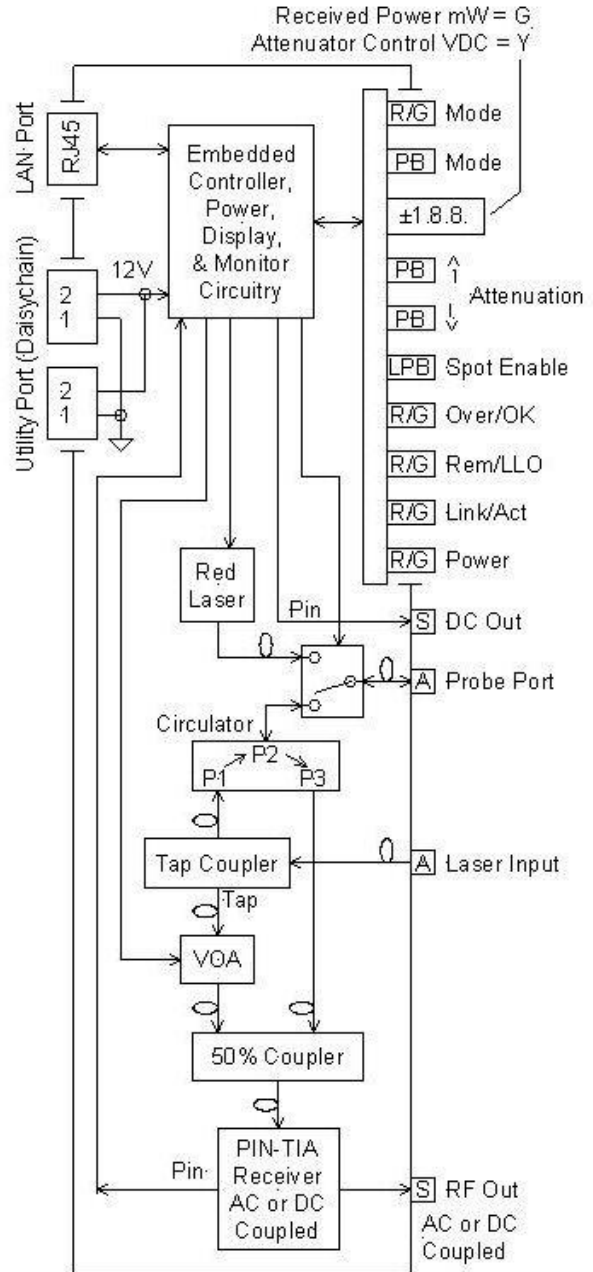 Received Power mW = G
Attenuator Control VDC = Y
LAN Port
RJ45
Embedded
Controller,
Power,
Display,
& Monitor
Circuitry
R/G Mode
PB Mode
±1.8.8.
PB
Attenuation
PB
LPB Spot Enable
R/G Over/OK
R/G Rem/LLO
R/G Link/Act
R/G Power
Utility Port (Daisychain)
12V
2
1
2
1
Red
Laser
Pin
S DC Out
A Probe Port
Circulator
P2
P1 P3
Tap Coupler
A Laser Input
Tap
VOA
50% Coupler
PIN-TIA
Receiver
AC or DC
Coupled
Pin
S RF Out
AC or DC
Coupled